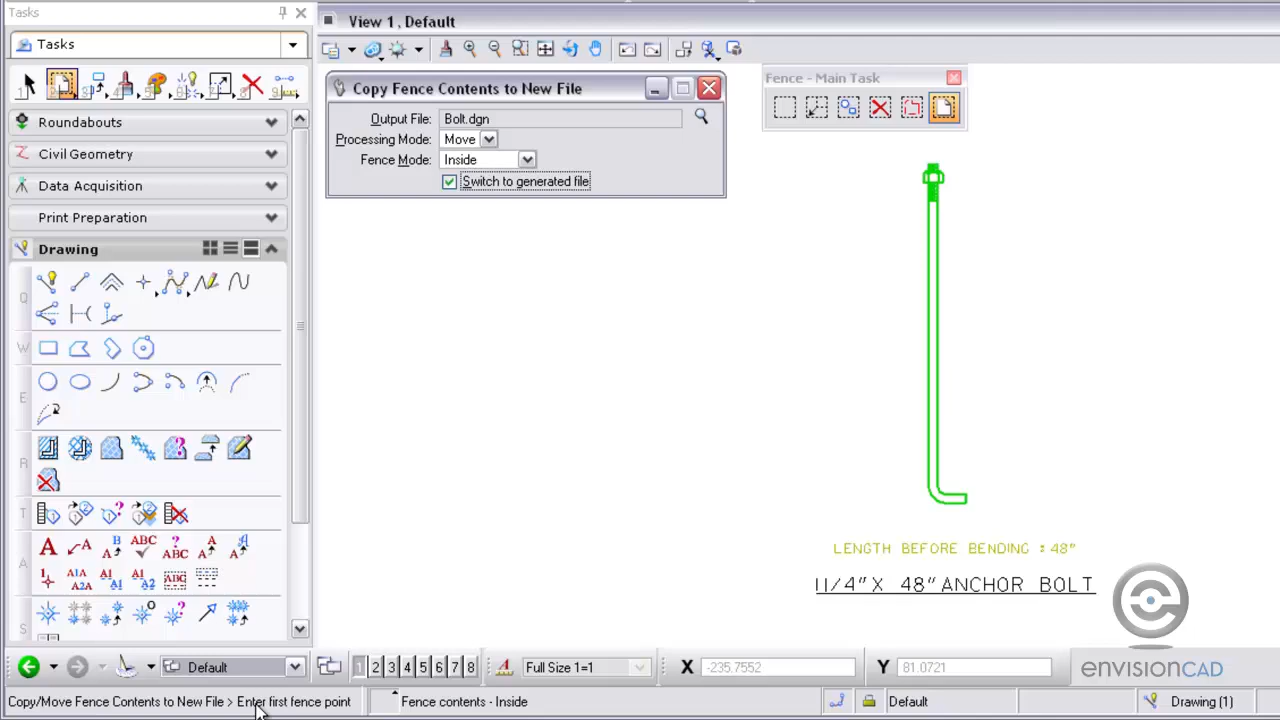 Tasks
View 1, Default
Tasks
Copy Fence Contents to New File
Fence - Main Task
Output File: Bolt.dgn
Processing Mode: Move
Fence Mode: Inside
Switch to generated file
Roundabouts
Civil Geometry
Data Acquisition
Print Preparation
Drawing
Q
W
E
R
T
A
S
LENGTH BEFORE BENDING = 48"
1 1/4" X 48" ANCHOR BOLT
envisionCAD
Default
1 2 3 4 5 6 7 8
Full Size 1=1
X -235.7552
Y 81.0721
Copy/Move Fence Contents to New File > Enter first fence point
Fence contents - Inside
Default
Drawing (1)